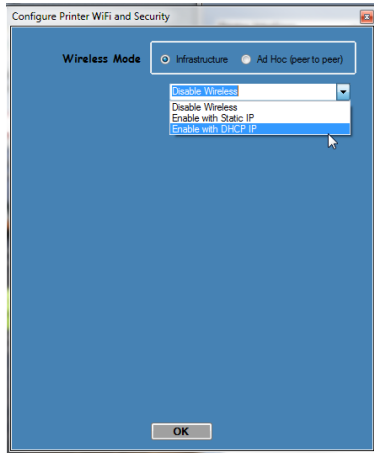 Configure Printer WiFi and Security
Wireless Mode Infrastructure Ad Hoc (peer to peer)
Disable Wireless
Disable Wireless
Enable with Static IP
Enable with DHCP IP
OK